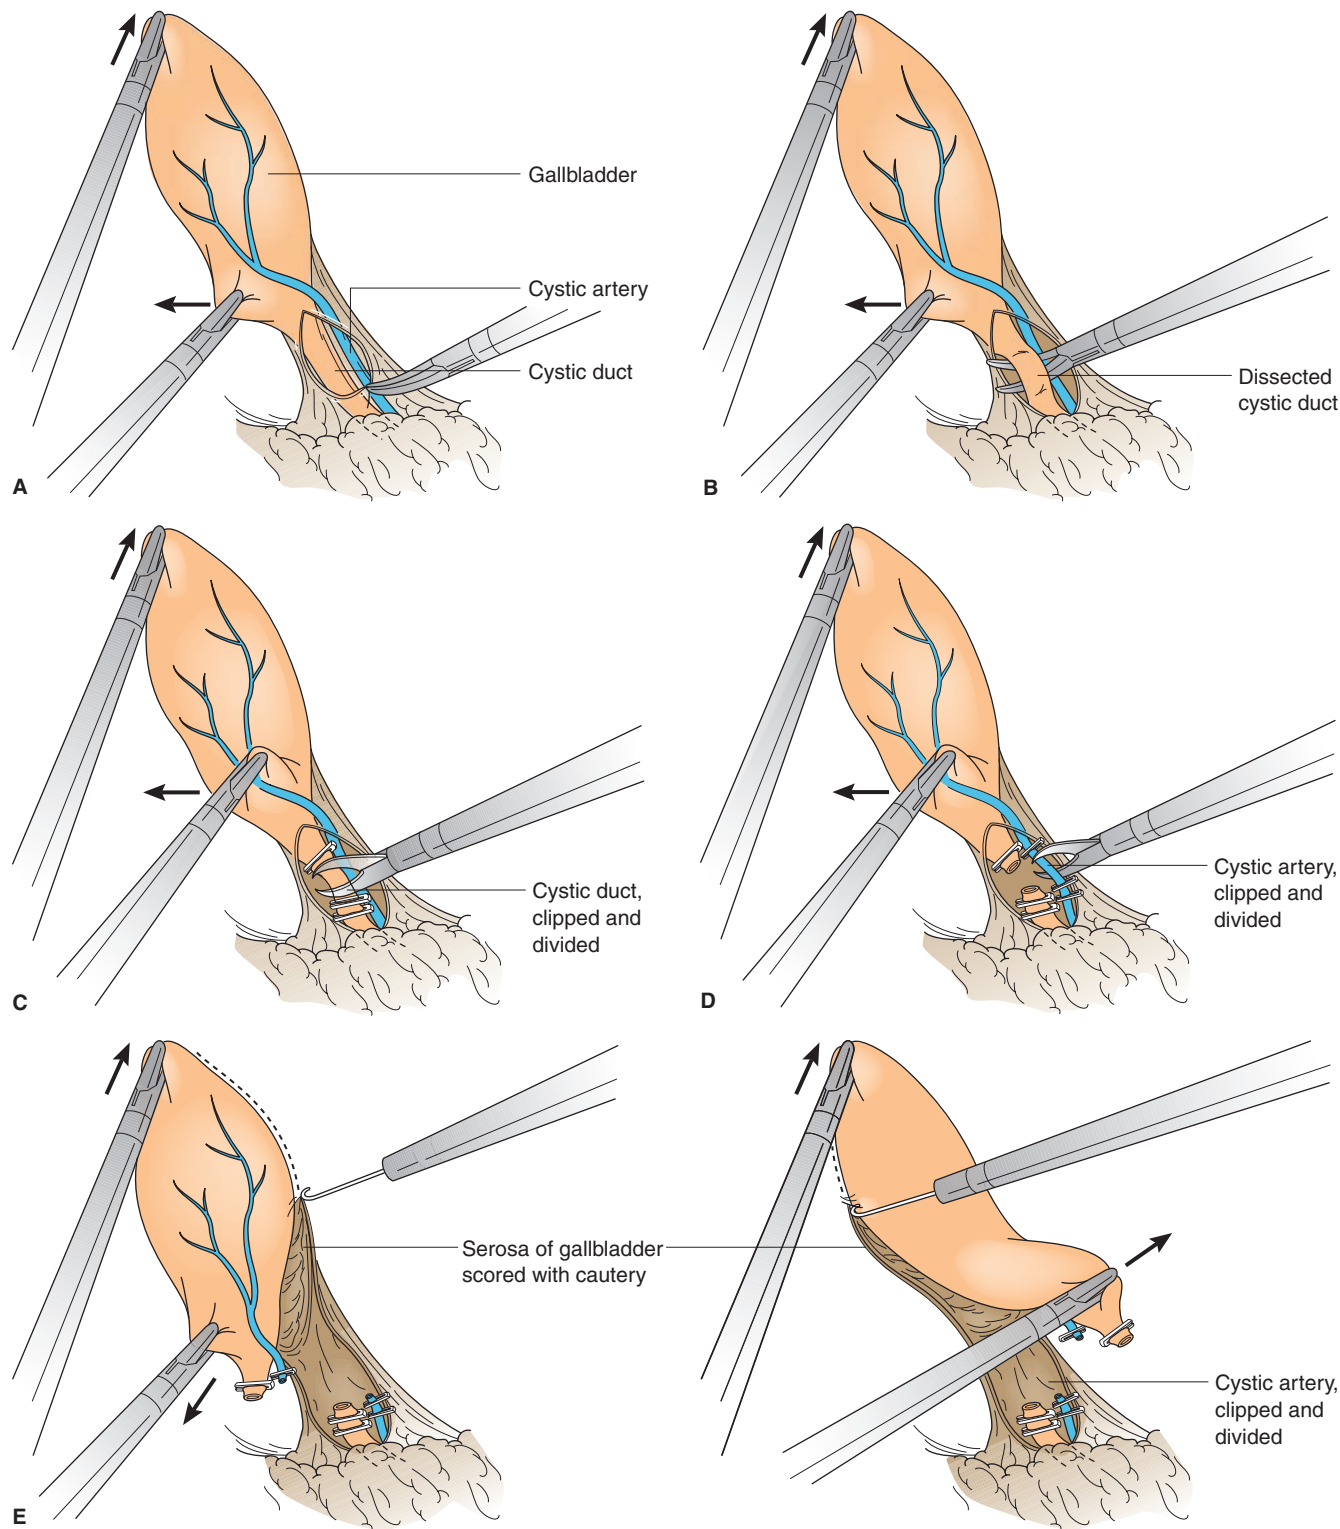 Gallbladder
Cystic artery
Cystic duct
A
Dissected
cystic duct
B
Cystic duct,
clipped and
divided
C
Cystic artery,
clipped and
divided
D
Serosa of gallbladder
scored with cautery
Cystic artery,
clipped and
divided
E